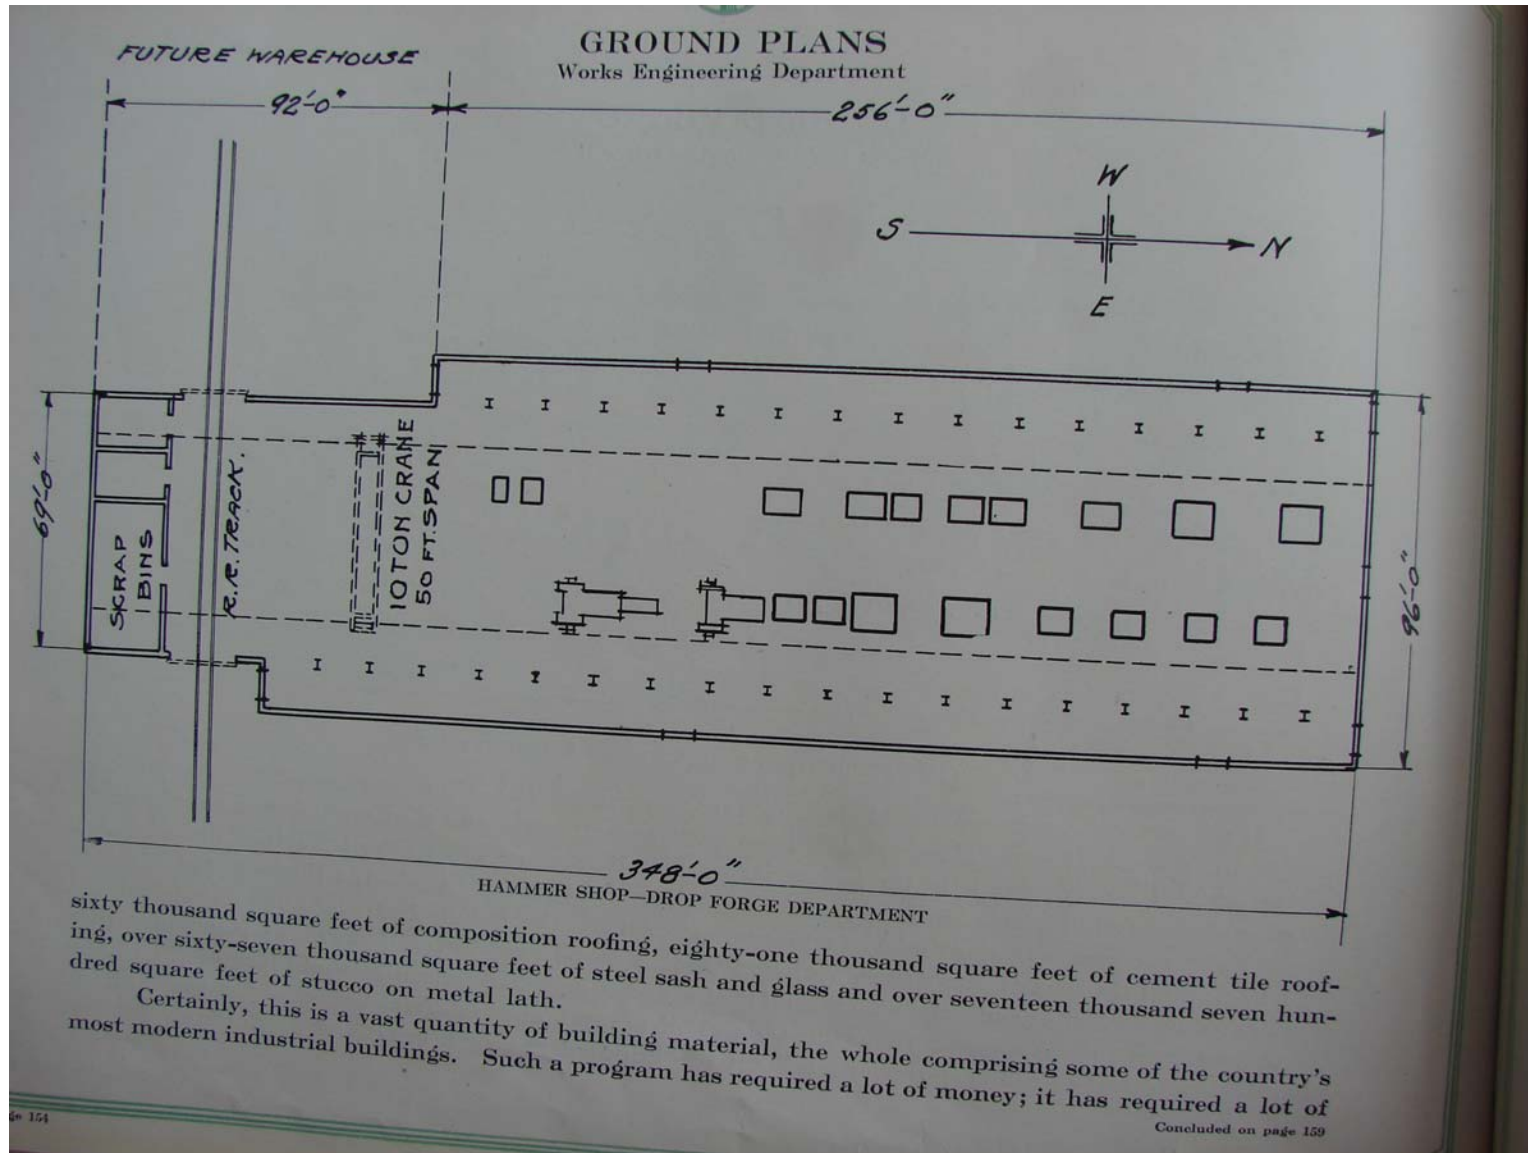 GROUND PLANS
Works Engineering Department
FUTURE WAREHOUSE
92'-0"
256'-0"
W
S
N
E
69'-0"
SCRAP
BINS
R.R. TRACK.
10 TON CRANE
50 FT. SPAN
96'-0"
348'-0"
HAMMER SHOP—DROP FORGE DEPARTMENT
sixty thousand square feet of composition roofing, eighty-one thousand square feet of cement tile roof-
ing, over sixty-seven thousand square feet of steel sash and glass and over seventeen thousand seven hun-
dred square feet of stucco on metal lath.
Certainly, this is a vast quantity of building material, the whole comprising some of the country's
most modern industrial buildings. Such a program has required a lot of money; it has required a lot of
Concluded on page 159
154